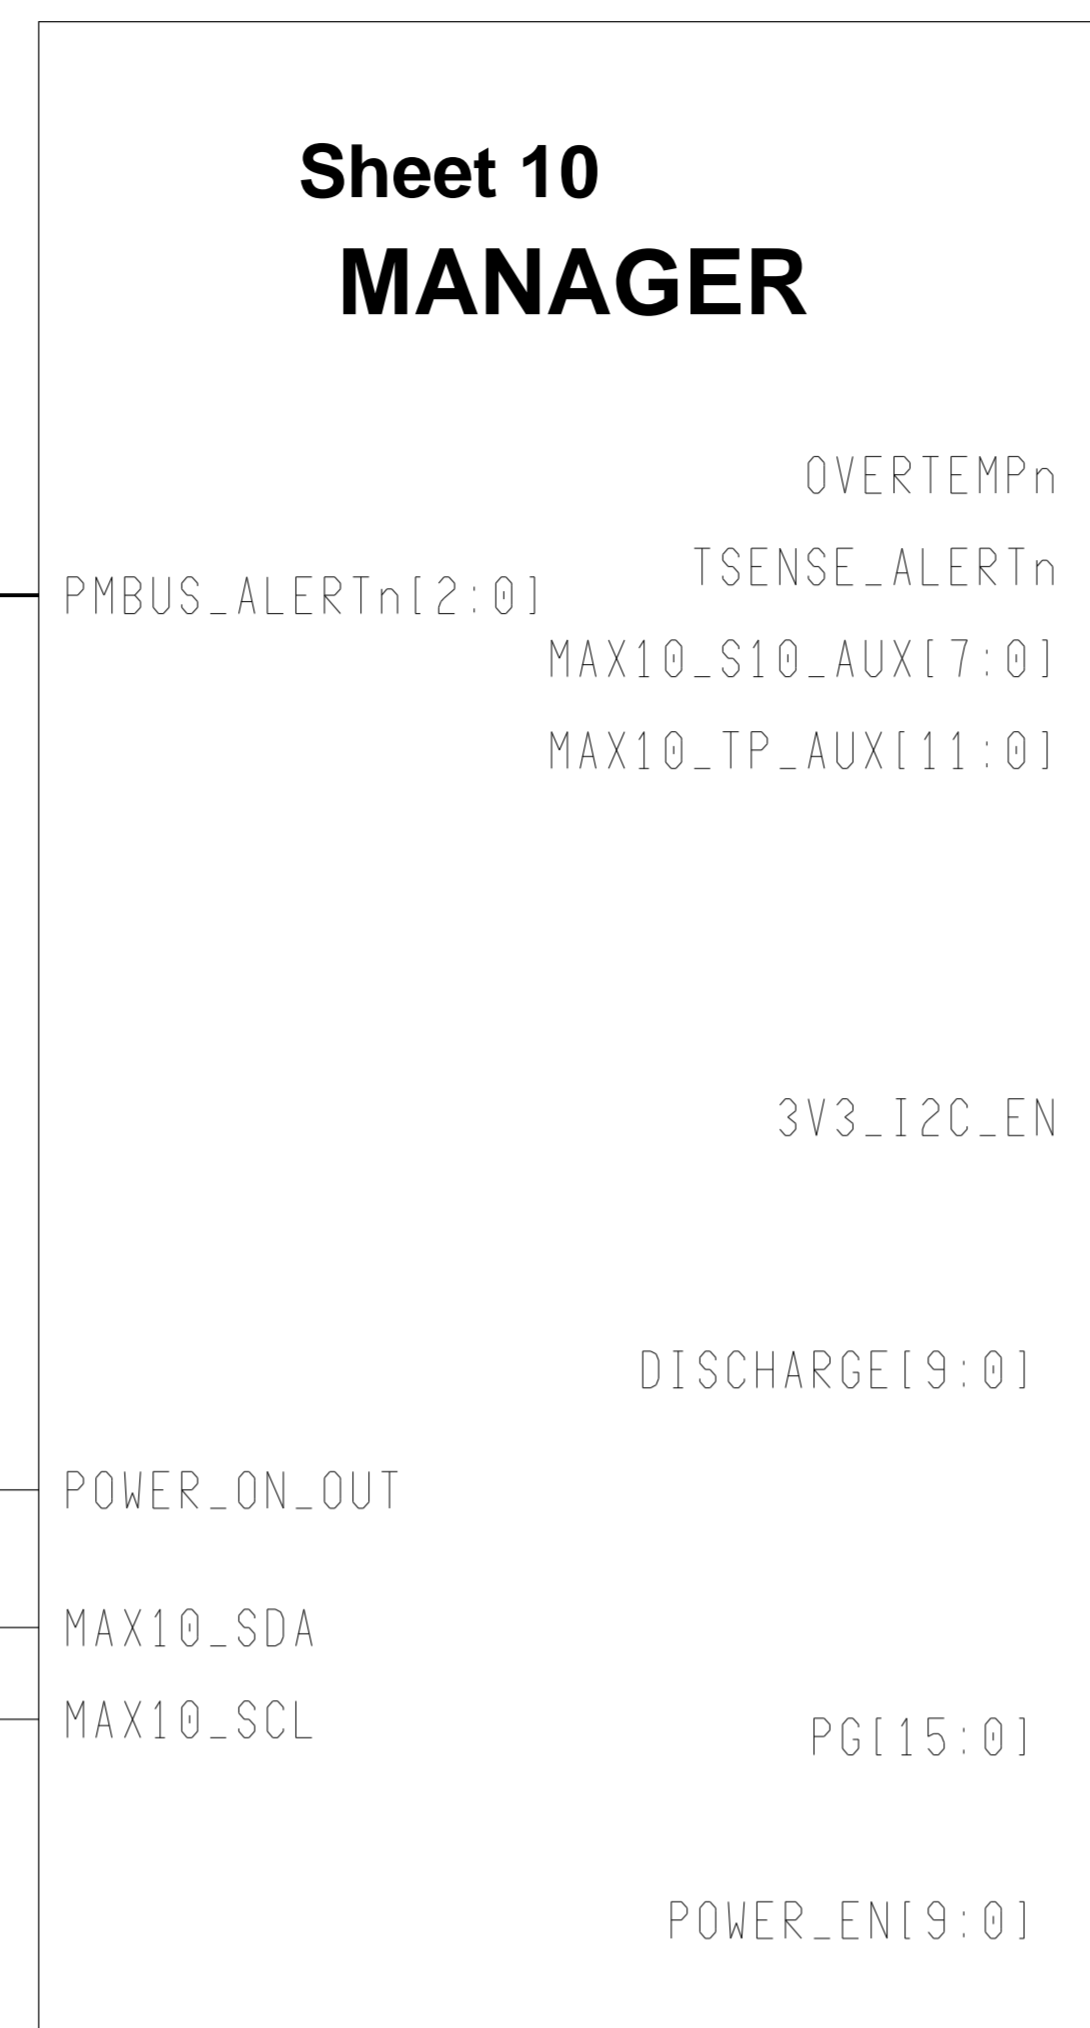 Sheet 10
MANAGER
OVERTEMPn
TSENSE_ALERTn
PMBUS_ALERTn[2:0]
MAX10_S10_AUX[7:0]
MAX10_TP_AUX[11:0]
3V3_I2C_EN
DISCHARGE[9:0]
POWER_ON_OUT
MAX10_SDA
MAX10_SCL
PG[15:0]
POWER_EN[9:0]